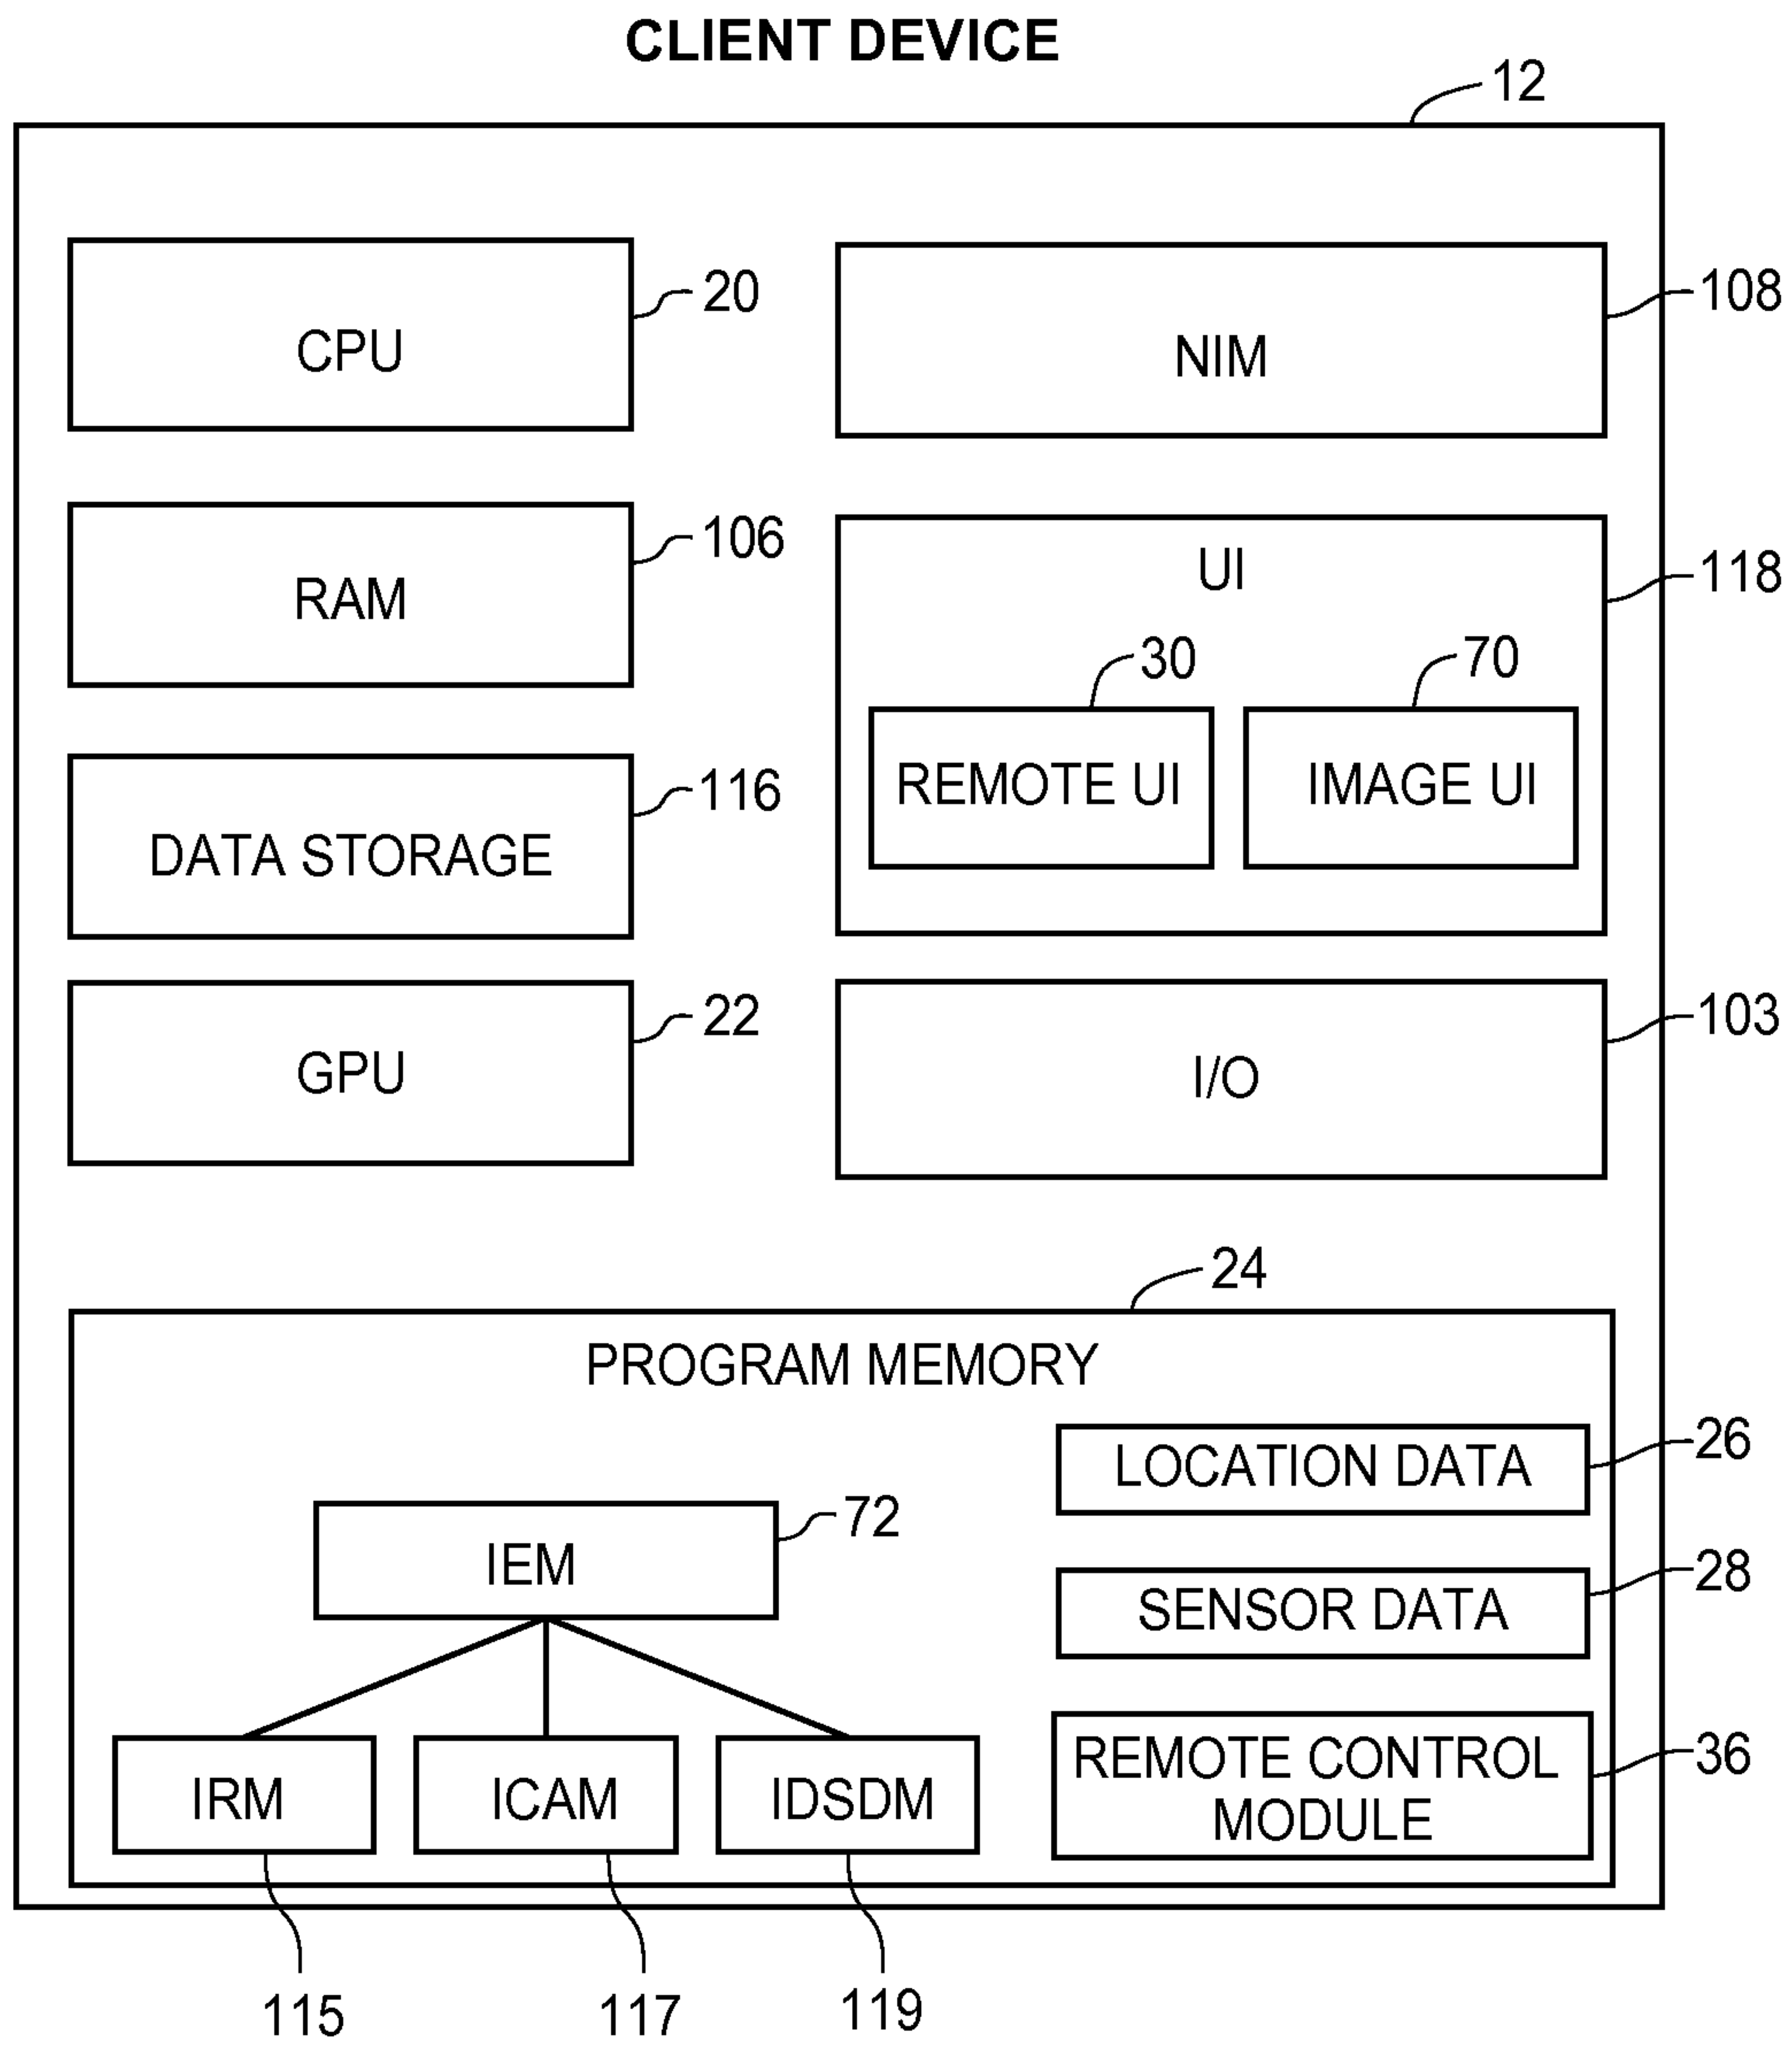 CLIENT DEVICE
12
CPU
20
NIM
108
RAM
106
UI
118
30
70
REMOTE UI
IMAGE UI
DATA STORAGE
116
GPU
22
I/O
103
24
PROGRAM MEMORY
LOCATION DATA
26
IEM
72
SENSOR DATA
28
IRM
ICAM
IDSDM
REMOTE CONTROL
MODULE
36
115
117
119